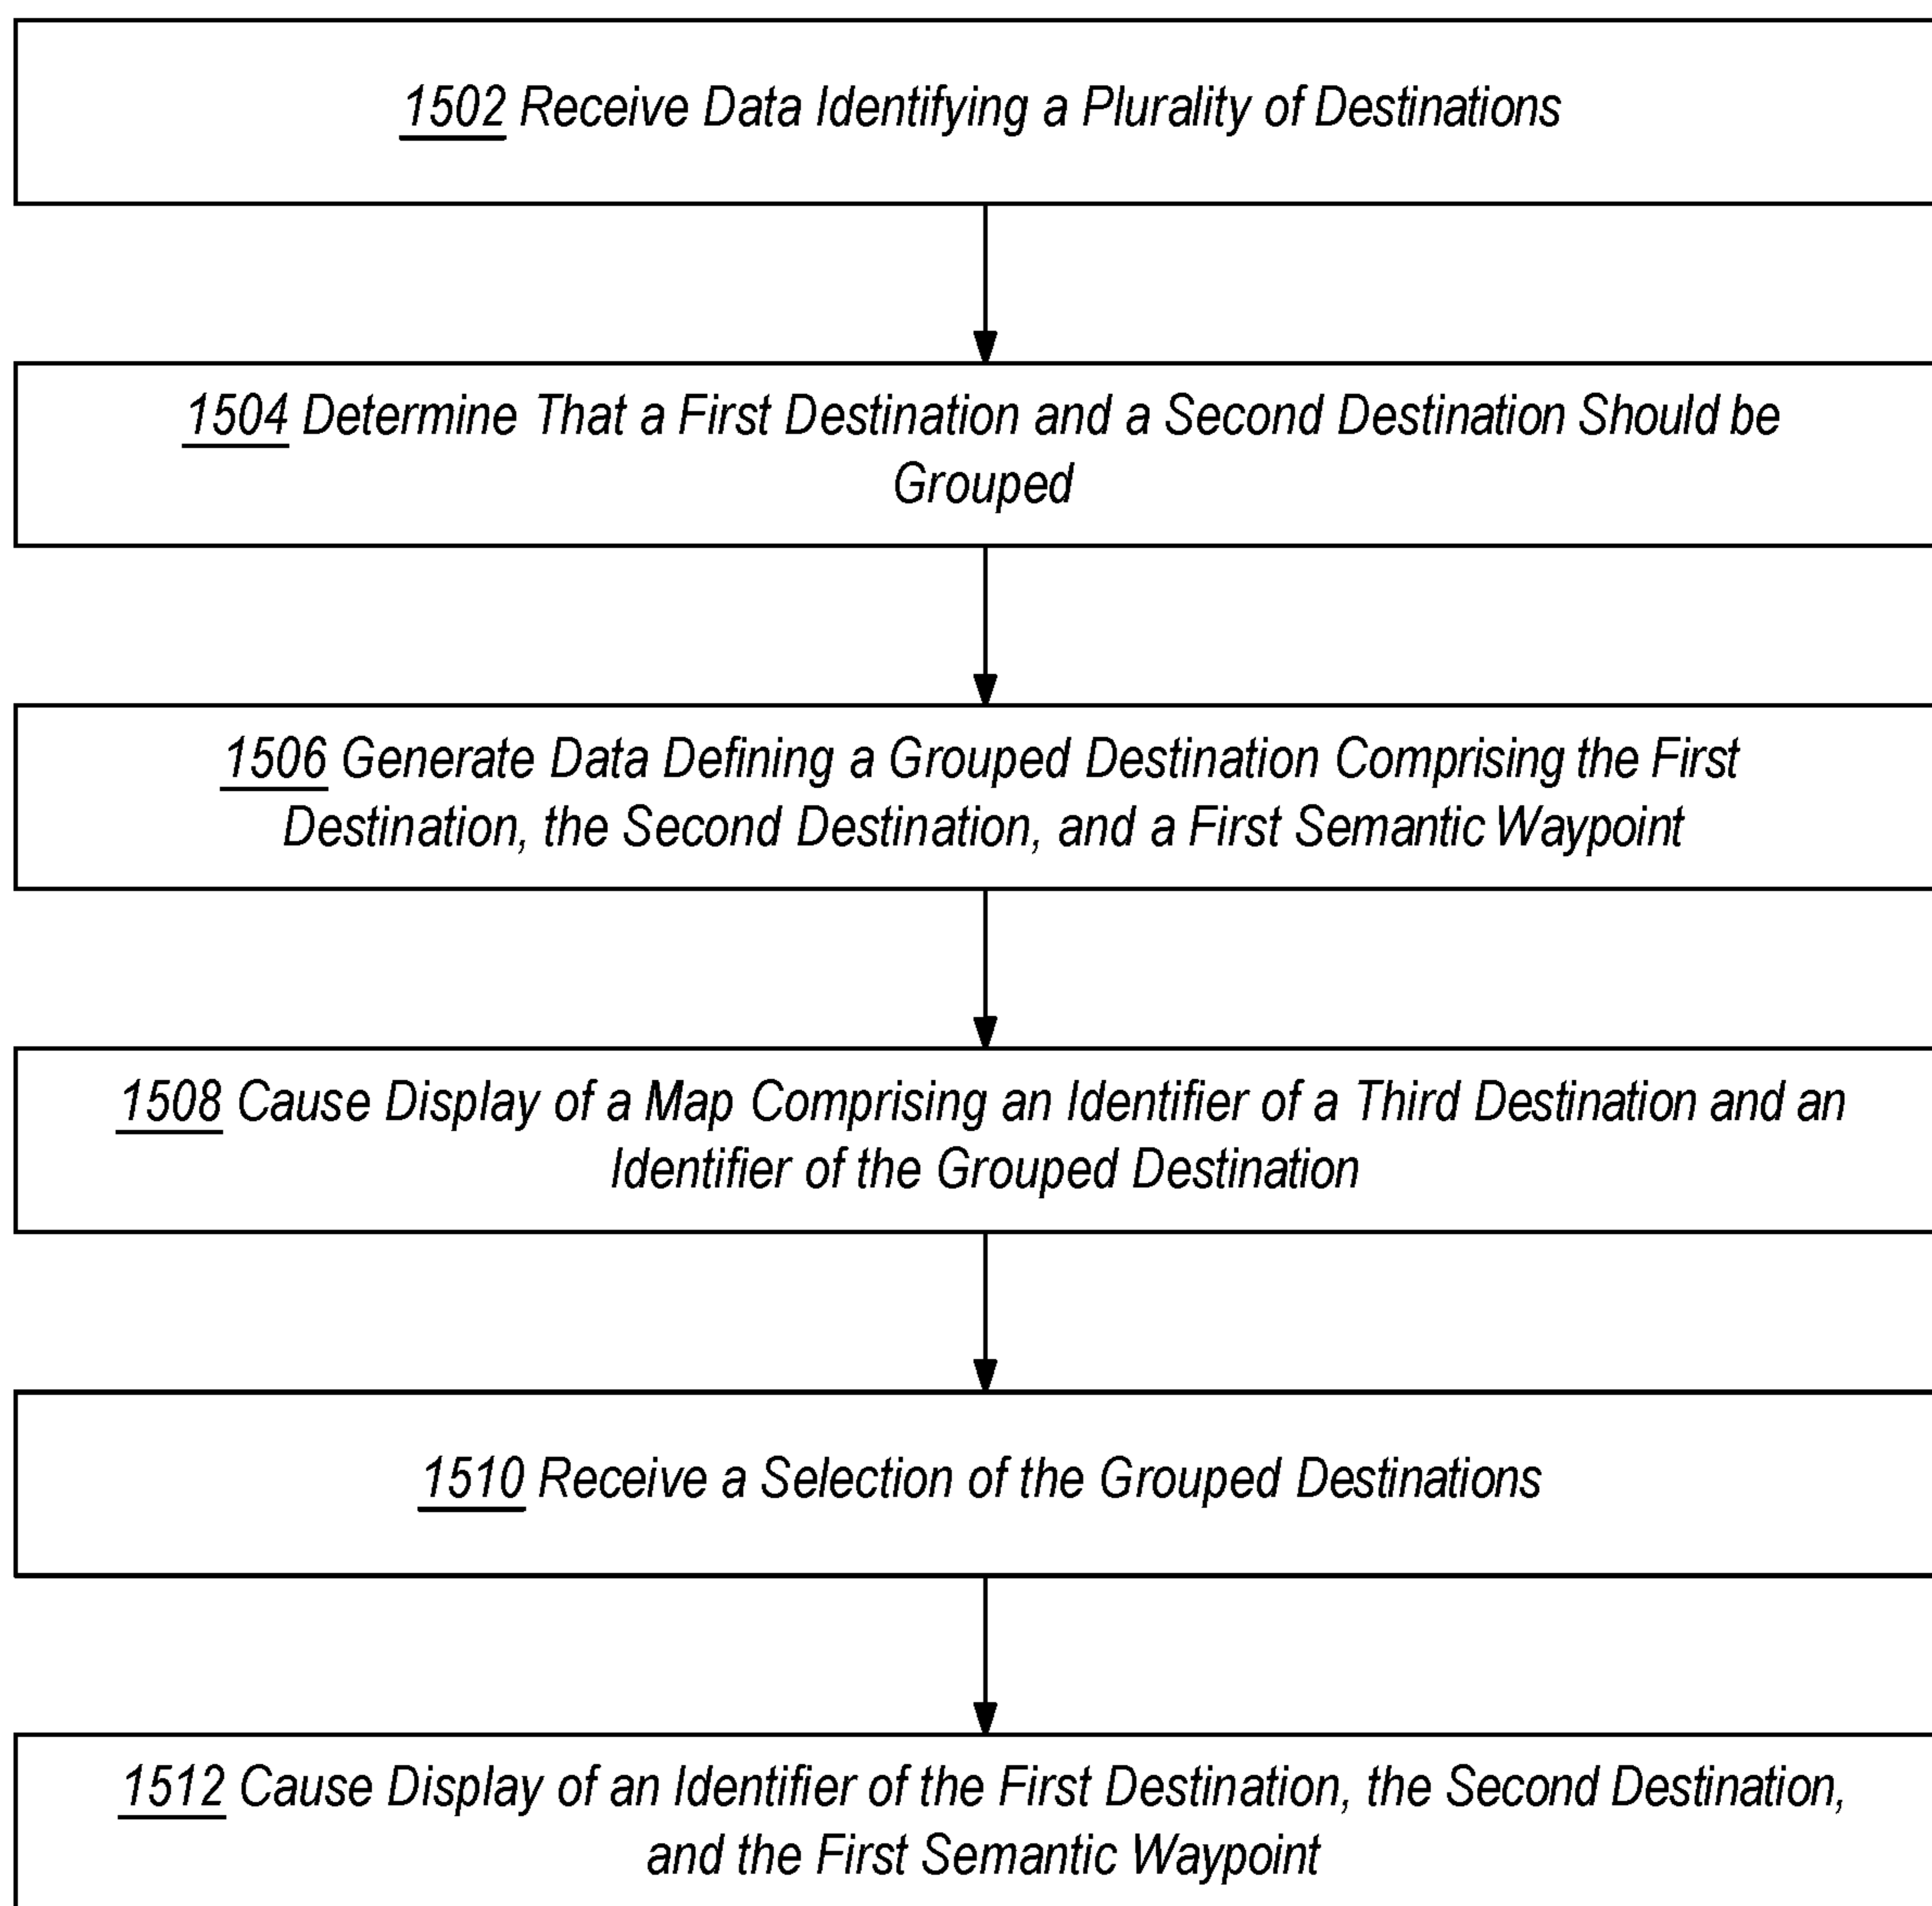 1502 Receive Data Identifying a Plurality of Destinations
1504 Determine That a First Destination and a Second Destination Should be
Grouped
1506 Generate Data Defining a Grouped Destination Comprising the First
Destination, the Second Destination, and a First Semantic Waypoint
1508 Cause Display of a Map Comprising an Identifier of a Third Destination and an
Identifier of the Grouped Destination
1510 Receive a Selection of the Grouped Destinations
1512 Cause Display of an Identifier of the First Destination, the Second Destination,
and the First Semantic Waypoint